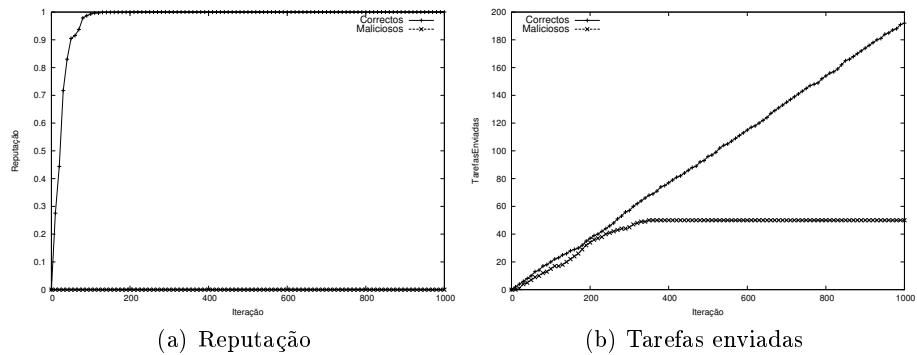 1
0.9
0.8
0.7
0.6
0.5
0.4
0.3
0.2
0.1
0
Reputação
Correctos
Maliciosos
0 200 400 600 800 1000
Iteração
(a) Reputação
200
180
160
140
120
100
80
60
40
20
0
TarefasEnviadas
Correctos
Maliciosos
0 200 400 600 800 1000
Iteração
(b) Tarefas enviadas